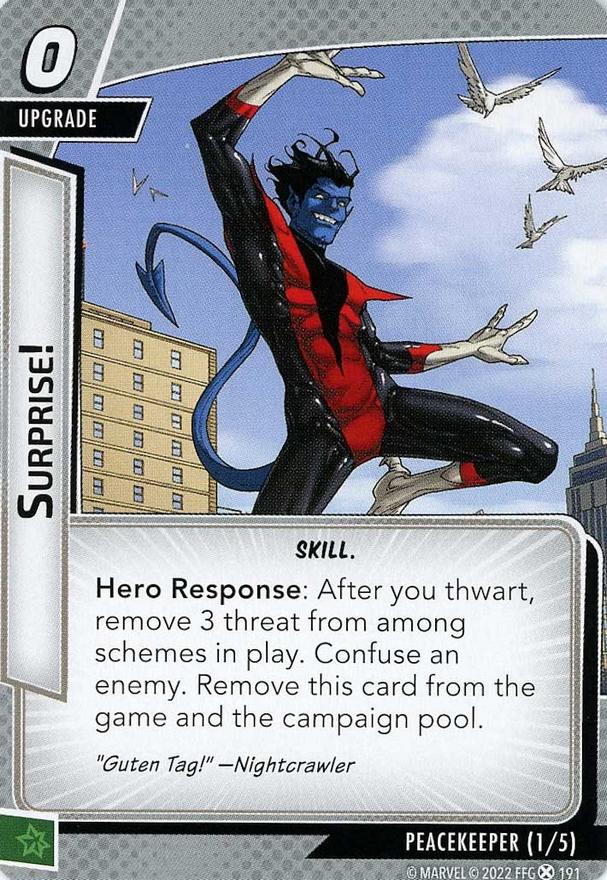 0
UPGRADE
SURPRISE!
SKILL.
Hero Response: After you thwart,
remove 3 threat from among
schemes in play. Confuse an
enemy. Remove this card from the
game and the campaign pool.
"Guten Tag!" —Nightcrawler
PEACEKEEPER (1/5)
© MARVEL © 2022 FFG 191